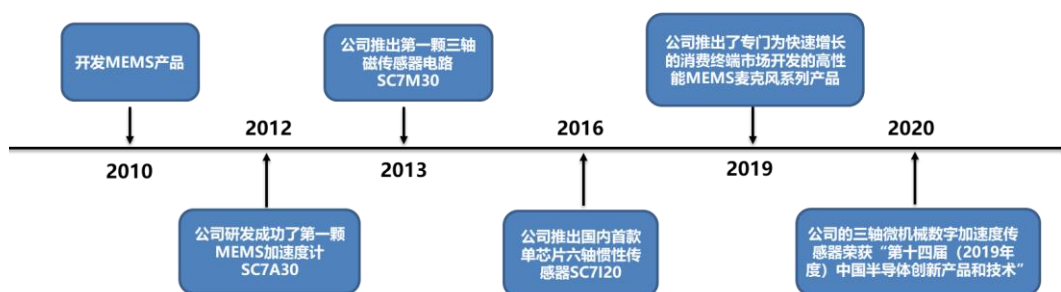 开发MEMS产品
公司推出第一颗三轴
磁传感器电路
SC7M30
公司推出了专门为快速增长
的消费终端市场开发的高性
能MEMS麦克风系列产品
2012
2016
2020
2010
2013
2019
公司研发成功了第一颗
MEMS加速度计
SC7A30
公司推出国内首款
单芯片六轴惯性传
感器SC7I20
公司的三轴微机械数字加速度传
感器荣获“第十四届（2019年
度）中国半导体创新产品和技术”